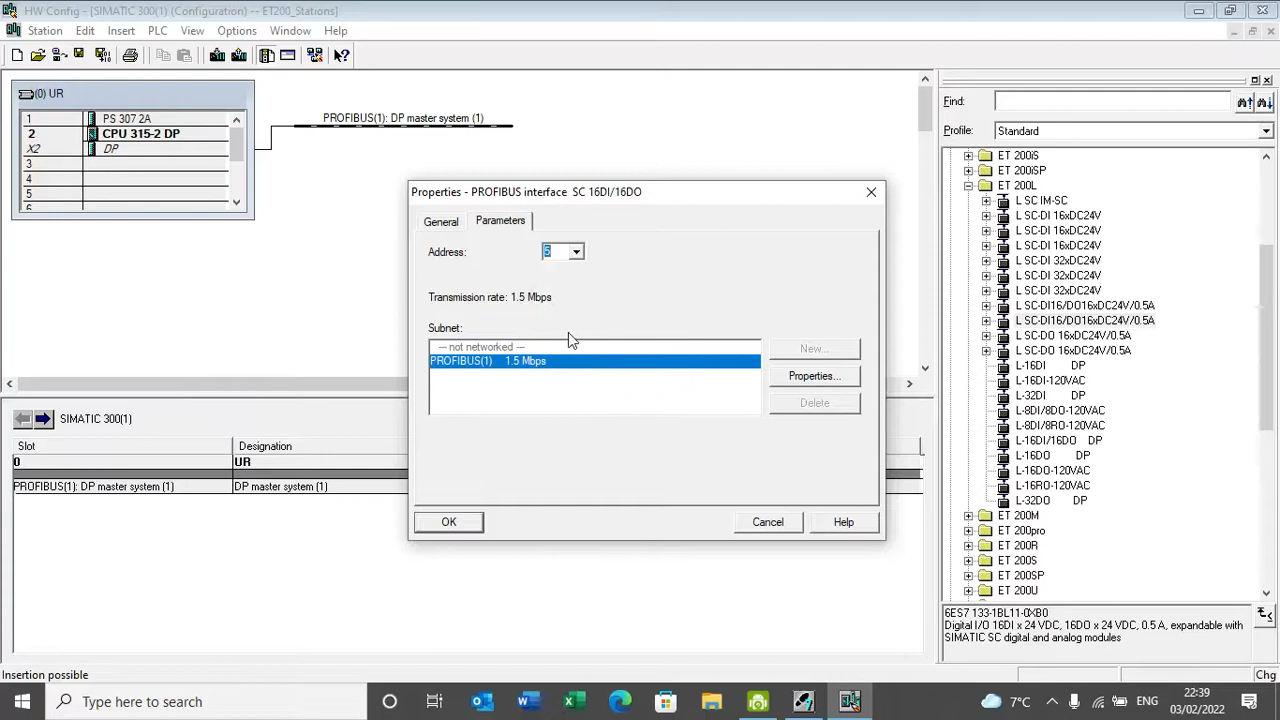 HW Config - [SIMATIC 300(1) (Configuration) -- ET200_Stations]
Station Edit Insert PLC View Options Window Help
(0) UR
1 PS 307 2A
2 CPU 315-2 DP
X2 DP
3
4
5
6
PROFIBUS(1): DP master system (1)
Properties - PROFIBUS interface SC 16DI/16DO
General Parameters
Address: 5
Transmission rate: 1.5 Mbps
Subnet:
--- not networked ---
PROFIBUS(1) 1.5 Mbps
New...
Properties...
Delete
OK Cancel Help
SIMATIC 300(1)
Slot Designation
0 UR
PROFIBUS(1): DP master system (1) DP master system (1)
Find:
Profile: Standard
ET 200iS
ET 200iSP
ET 200L
L SC IM-SC
L SC-DI 16xDC24V
L SC-DI 16xDC24V
L SC-DI 16xDC24V
L SC-DI 32xDC24V
L SC-DI 32xDC24V
L SC-DI 32xDC24V
L SC-DI16/DO16xDC24V/0.5A
L SC-DI16/DO16xDC24V/0.5A
L SC-DO 16xDC24V/ 0.5A
L SC-DO 32xDC24V/ 0.5A
L-16DI DP
L-16DI-120VAC
L-32DI DP
L-8DI/8DO-120VAC
L-8DI/8RO-120VAC
L-16DI/16DO DP
L-16DO DP
L-16DO-120VAC
L-16RO-120VAC
L-32DO DP
ET 200M
ET 200pro
ET 200R
ET 200S
ET 200SP
ET 200U
6ES7 133-1BL11-0XB0
Digital I/O 16DI x 24 VDC, 16DO x 24 VDC, 0.5 A, expandable with
SIMATIC SC digital and analog modules
Insertion possible
Chg
Type here to search
7°C
ENG
22:39
03/02/2022